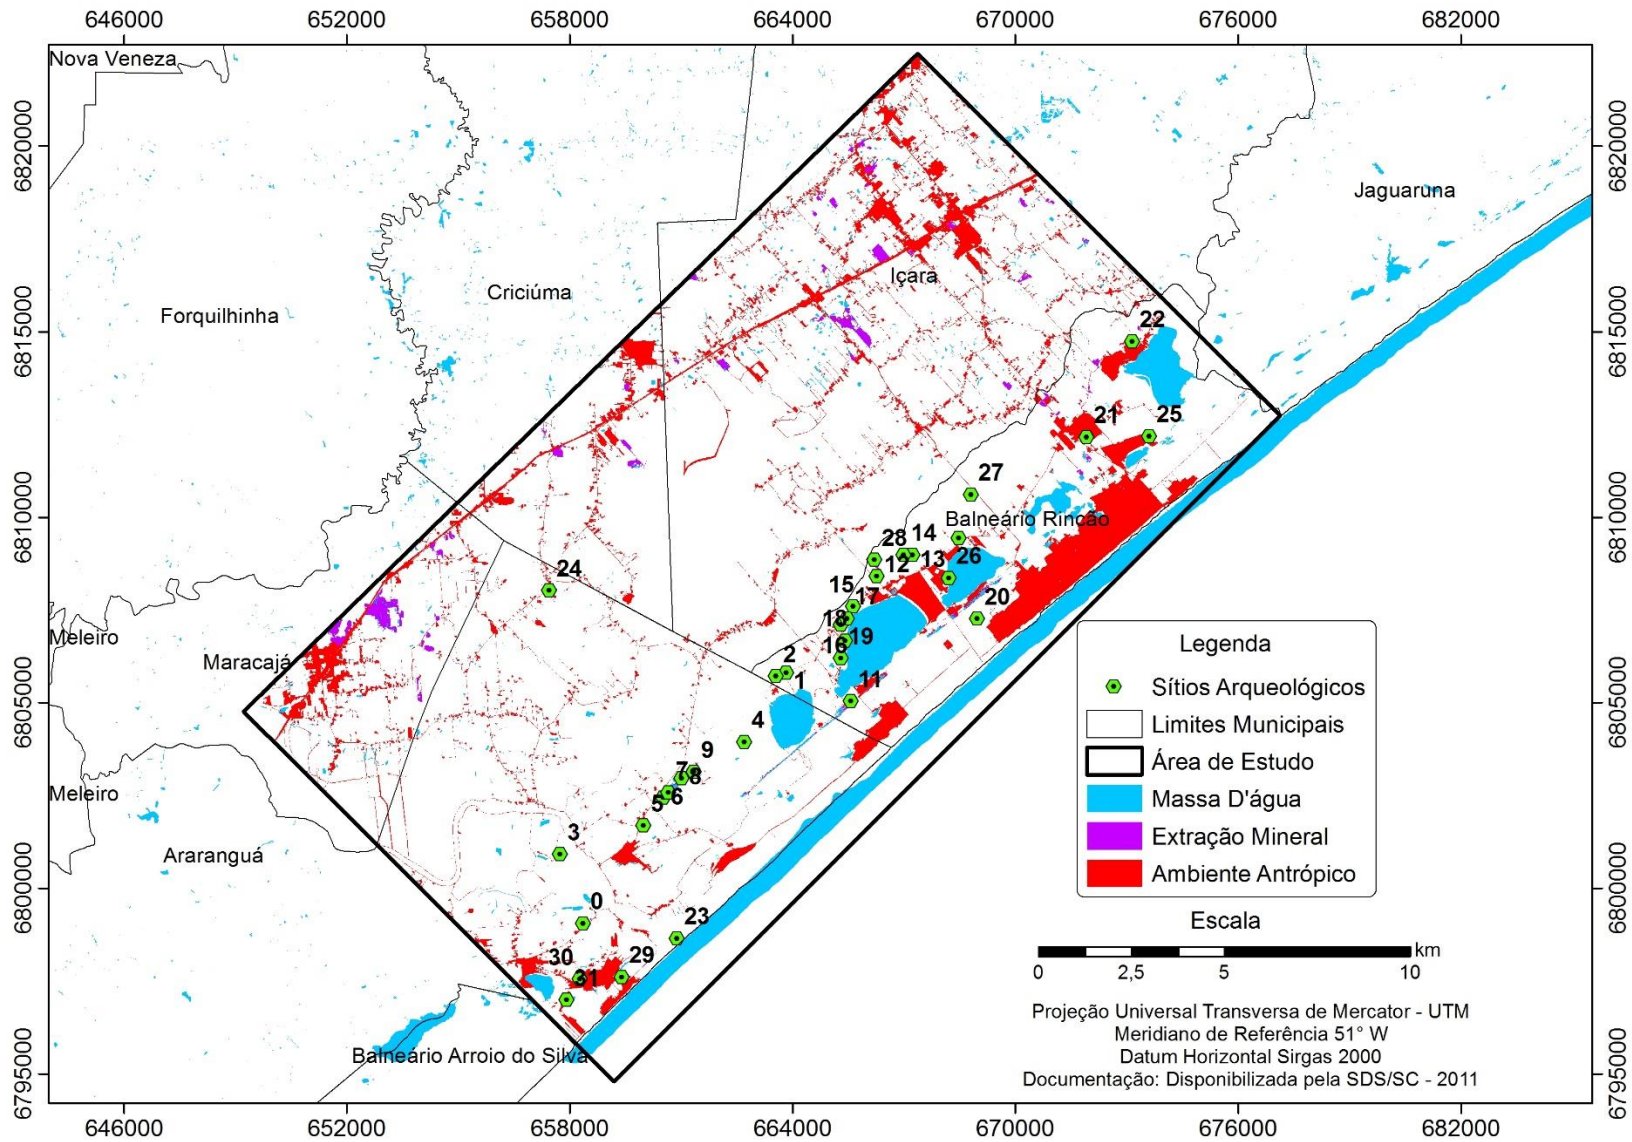 646000 652000 658000 664000 670000 676000 682000
Nova Veneza
6820000
6820000
Jaguaruna
Içara
Criciúma
Forquilhinha
6815000
22
6815000
21
25
27
6810000
Balneário Rincão
6810000
28
14
24
12
13
26
15
17
20
18
19
Meleiro
16
Maracajá
2
1
11
6805000
6805000
4
9
7
8
Meleiro
5
6
3
Araranguá
6800000
6800000
0
23
30
29
31
Balneário Arroio do Silva
6795000
6795000
Legenda
Sítios Arqueológicos
Limites Municipais
Área de Estudo
Massa D'água
Extração Mineral
Ambiente Antrópico
Escala
km
0 2,5 5 10
Projeção Universal Transversa de Mercator - UTM
Meridiano de Referência 51° W
Datum Horizontal Sirgas 2000
Documentação: Disponibilizada pela SDS/SC - 2011
646000 652000 658000 664000 670000 676000 682000